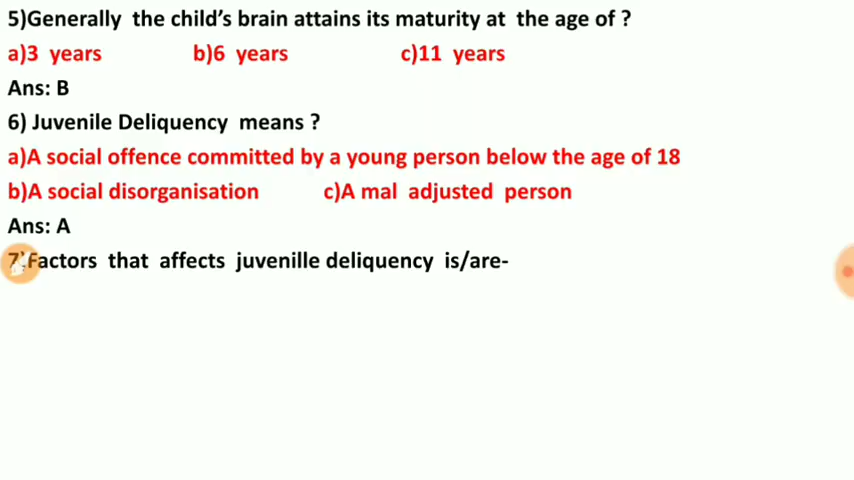 5)Generally the child's brain attains its maturity at the age of ?
a)3 years b)6 years c)11 years
Ans: B
6) Juvenile Deliquency means ?
a)A social offence committed by a young person below the age of 18
b)A social disorganisation c)A mal adjusted person
Ans: A
7)Factors that affects juvenille deliquency is/are-